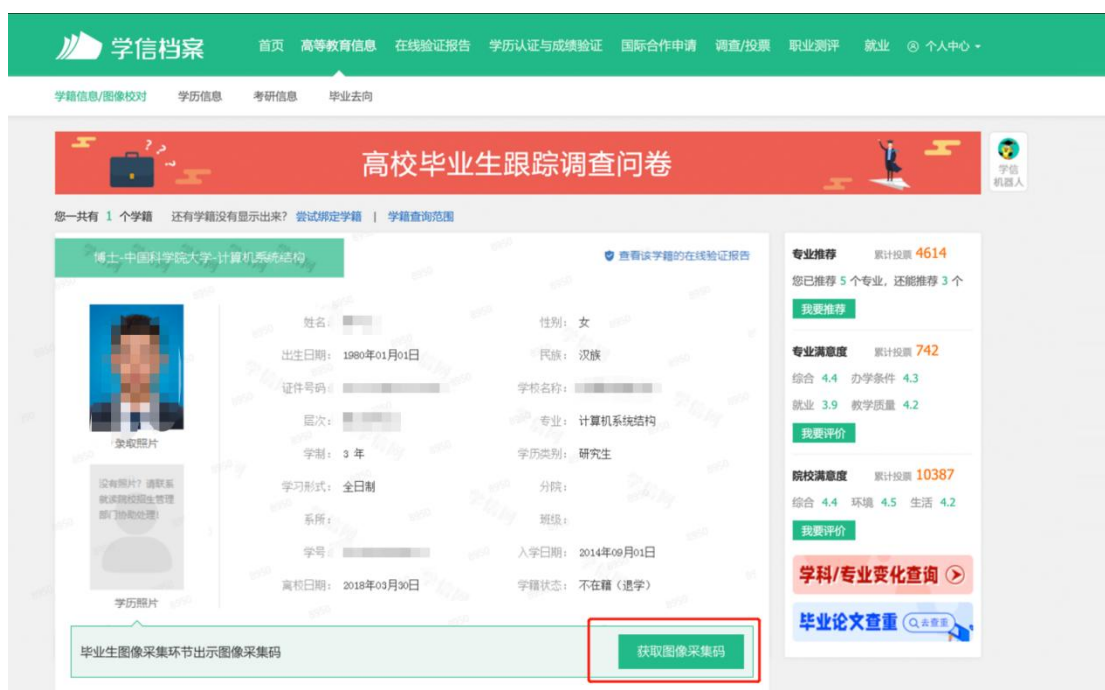 学信档案 首页 高等教育信息 在线验证报告 学历认证与成绩验证 国际合作申请 调查/投票 职业测评 就业 个人中心
学籍信息/图像校对 学历信息 考研信息 毕业去向
高校毕业生跟踪调查问卷
学信
机器人
您一共有 1 个学籍 还有学籍没有显示出来? 尝试绑定学籍 | 学籍查询范围
博士-中国科学院大学-计算机系统结构
查看该学籍的在线验证报告
录取照片
没有照片?请联系
就读院校招生管理
部门协助处理!
学历照片
姓名: 性别: 女
出生日期: 1980年01月01日 民族: 汉族
证件号码: 学校名称:
层次: 专业: 计算机系统结构
学制: 3 年 学历类别: 研究生
学习形式: 全日制 分院:
系所: 班级:
学号: 入学日期: 2014年09月01日
离校日期: 2018年03月30日 学籍状态: 不在籍(退学)
毕业生图像采集环节出示图像采集码 获取图像采集码
专业推荐 累计投票 4614
您已推荐 5 个专业,还能推荐 3 个
我要推荐
专业满意度 累计投票 742
综合 4.4 办学条件 4.3
就业 3.9 教学质量 4.2
我要评价
院校满意度 累计投票 10387
综合 4.4 环境 4.5 生活 4.2
我要评价
学科/专业变化查询
毕业论文查重 去查重